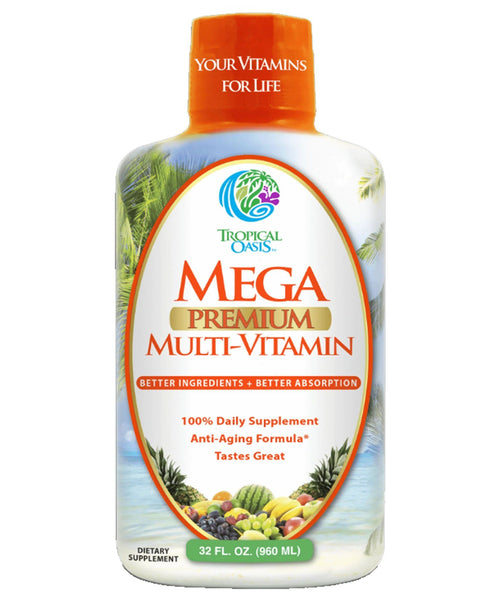 YOUR VITAMINS
FOR LIFE
TROPICAL
OASIS™
MEGA
PREMIUM
MULTI-VITAMIN
BETTER INGREDIENTS + BETTER ABSORPTION
100% Daily Supplement
Anti-Aging Formula*
Tastes Great
DIETARY
SUPPLEMENT
32 FL. OZ. (960 ML)